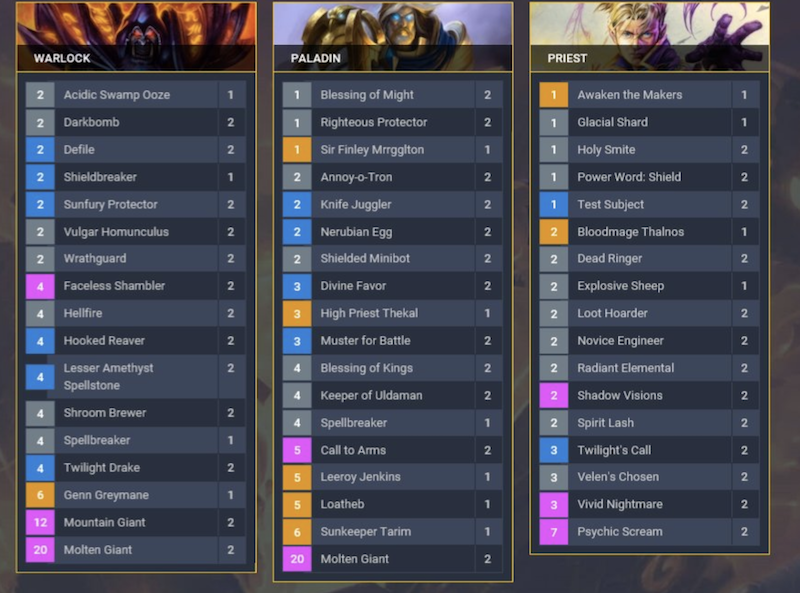 WARLOCK
2 Acidic Swamp Ooze 1
2 Darkbomb 2
2 Defile 2
2 Shieldbreaker 1
2 Sunfury Protector 2
2 Vulgar Homunculus 2
2 Wrathguard 2
4 Faceless Shambler 2
4 Hellfire 2
4 Hooked Reaver 2
4 Lesser Amethyst 2
Spellstone
4 Shroom Brewer 2
4 Spellbreaker 1
4 Twilight Drake 2
6 Genn Greymane 1
12 Mountain Giant 2
20 Molten Giant 2
PALADIN
1 Blessing of Might 2
1 Righteous Protector 2
1 Sir Finley Mrrgglton 1
2 Annoy-o-Tron 2
2 Knife Juggler 2
2 Nerubian Egg 2
2 Shielded Minibot 2
3 Divine Favor 2
3 High Priest Thekal 1
3 Muster for Battle 2
4 Blessing of Kings 2
4 Keeper of Uldaman 2
4 Spellbreaker 1
5 Call to Arms 2
5 Leeroy Jenkins 1
5 Loatheb 1
6 Sunkeeper Tarim 1
20 Molten Giant 2
PRIEST
1 Awaken the Makers 1
1 Glacial Shard 1
1 Holy Smite 2
1 Power Word: Shield 2
1 Test Subject 2
2 Bloodmage Thalnos 1
2 Dead Ringer 2
2 Explosive Sheep 1
2 Loot Hoarder 2
2 Novice Engineer 2
2 Radiant Elemental 2
2 Shadow Visions 2
2 Spirit Lash 2
3 Twilight's Call 2
3 Velen's Chosen 2
3 Vivid Nightmare 2
7 Psychic Scream 2